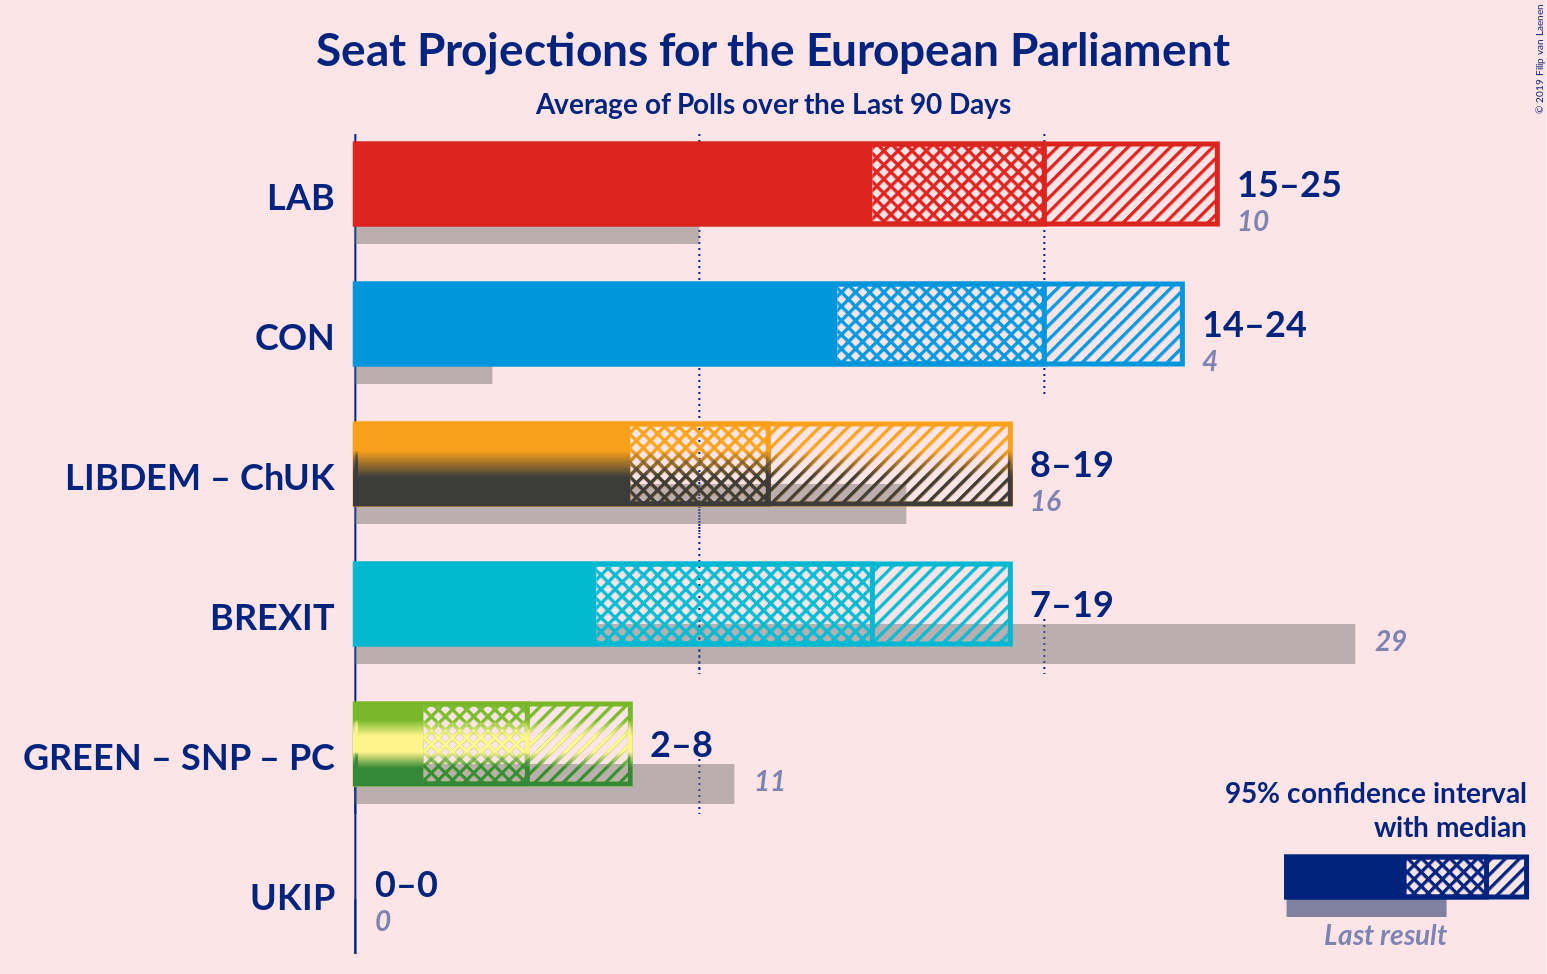 Seat Projections for the European Parliament
Average of Polls over the Last 90 Days
© 2019 Filip van Laenen
LAB
15–25
10
CON
14–24
4
LIBDEM – ChUK
8–19
16
BREXIT
7–19
29
GREEN – SNP – PC
2–8
11
UKIP
0–0
0
95% confidence interval
with median
Last result